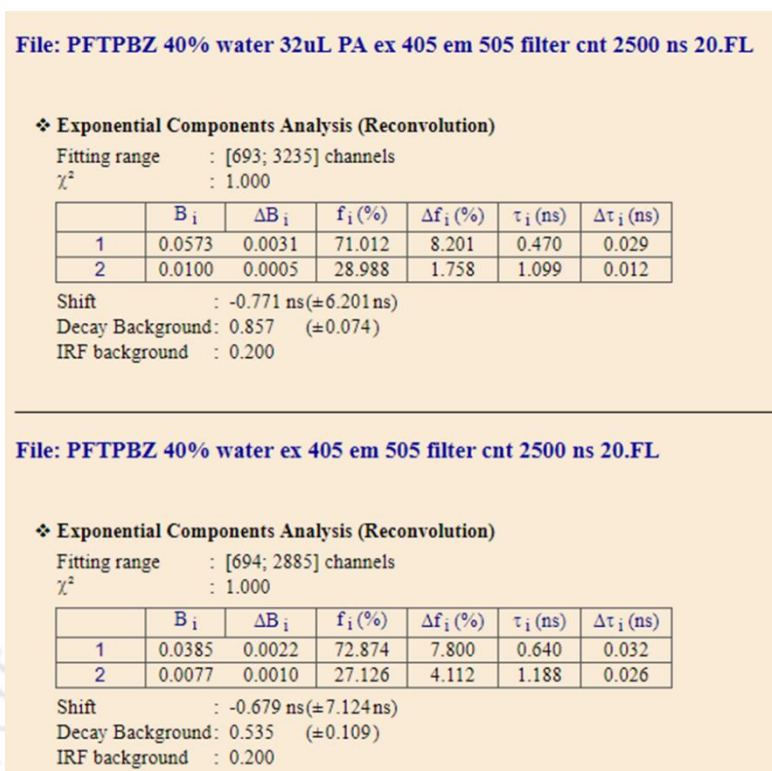 File: PFTPBZ 40% water 32uL PA ex 405 em 505 filter cnt 2500 ns 20.FL
❖ Exponential Components Analysis (Reconvolution)
Fitting range : [693; 3235] channels
χ² : 1.000
B i ΔB i f i (%) Δf i (%) τ i (ns) Δτ i (ns)
1 0.0573 0.0031 71.012 8.201 0.470 0.029
2 0.0100 0.0005 28.988 1.758 1.099 0.012
Shift : -0.771 ns(±6.201ns)
Decay Background: 0.857 (±0.074)
IRF background : 0.200
File: PFTPBZ 40% water ex 405 em 505 filter cnt 2500 ns 20.FL
❖ Exponential Components Analysis (Reconvolution)
Fitting range : [694; 2885] channels
χ² : 1.000
B i ΔB i f i (%) Δf i (%) τ i (ns) Δτ i (ns)
1 0.0385 0.0022 72.874 7.800 0.640 0.032
2 0.0077 0.0010 27.126 4.112 1.188 0.026
Shift : -0.679 ns(±7.124ns)
Decay Background: 0.535 (±0.109)
IRF background : 0.200